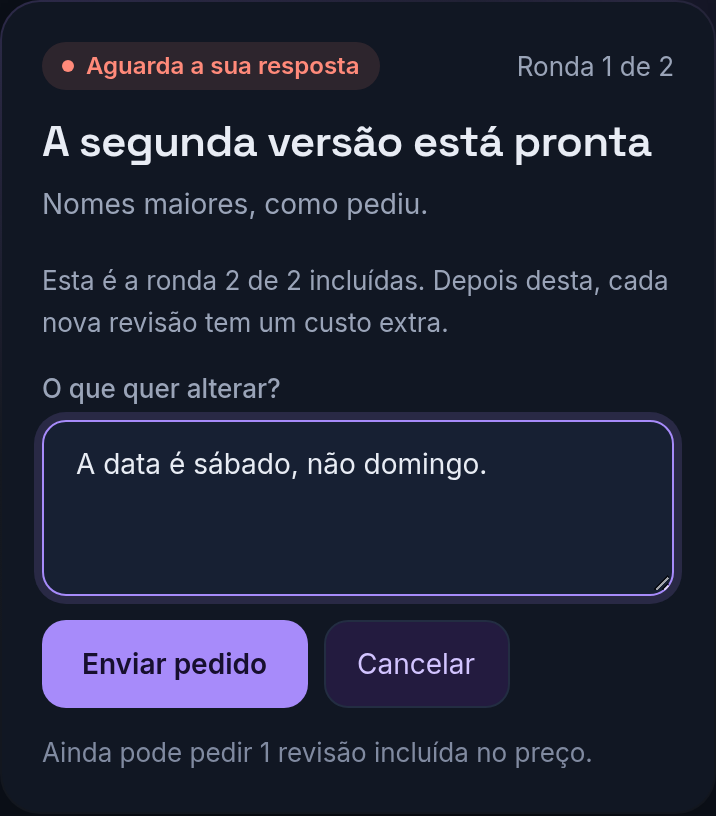 Aguarda a sua resposta
Ronda 1 de 2
A segunda versão está pronta
Nomes maiores, como pediu.
Esta é a ronda 2 de 2 incluídas. Depois desta, cada
nova revisão tem um custo extra.
O que quer alterar?
A data é sábado, não domingo.
Enviar pedido
Cancelar
Ainda pode pedir 1 revisão incluída no preço.